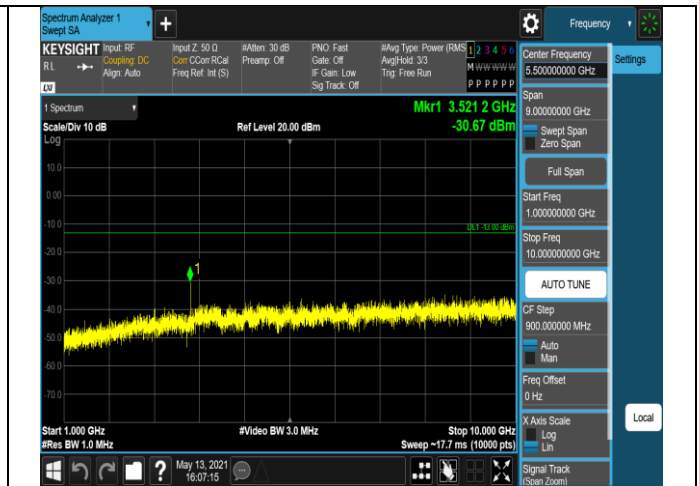 Spectrum Analyzer 1
Swept SA
Frequency
KEYSIGHT
RL
LXI
Input: RF
Coupling: DC
Align: Auto
Input Z: 50 Ω
Corr CCorr RCal
Freq Ref: Int (S)
#Atten: 30 dB
Preamp: Off
PNO: Fast
Gate: Off
IF Gain: Low
Sig Track: Off
#Avg Type: Power (RMS
Avg|Hold: 3/3
Trig: Free Run
1 2 3 4 5 6
M W W W W W
P P P P P P
1 Spectrum
Scale/Div 10 dB
Log
Ref Level 20.00 dBm
Mkr1 3.521 2 GHz
-30.67 dBm
10.0
0.00
-10.0
DL1 -13.00 dBm
-20.0
1
-30.0
-40.0
-50.0
-60.0
-70.0
Start 1.000 GHz
#Video BW 3.0 MHz
Stop 10.000 GHz
#Res BW 1.0 MHz
Sweep ~17.7 ms (10000 pts)
?
May 13, 2021
16:07:15
Center Frequency
5.500000000 GHz
Settings
Span
9.00000000 GHz
Swept Span
Zero Span
Full Span
Start Freq
1.000000000 GHz
Stop Freq
10.000000000 GHz
AUTO TUNE
CF Step
900.000000 MHz
Auto
Man
Freq Offset
0 Hz
X Axis Scale
Log
Lin
Local
Signal Track
(Span Zoom)